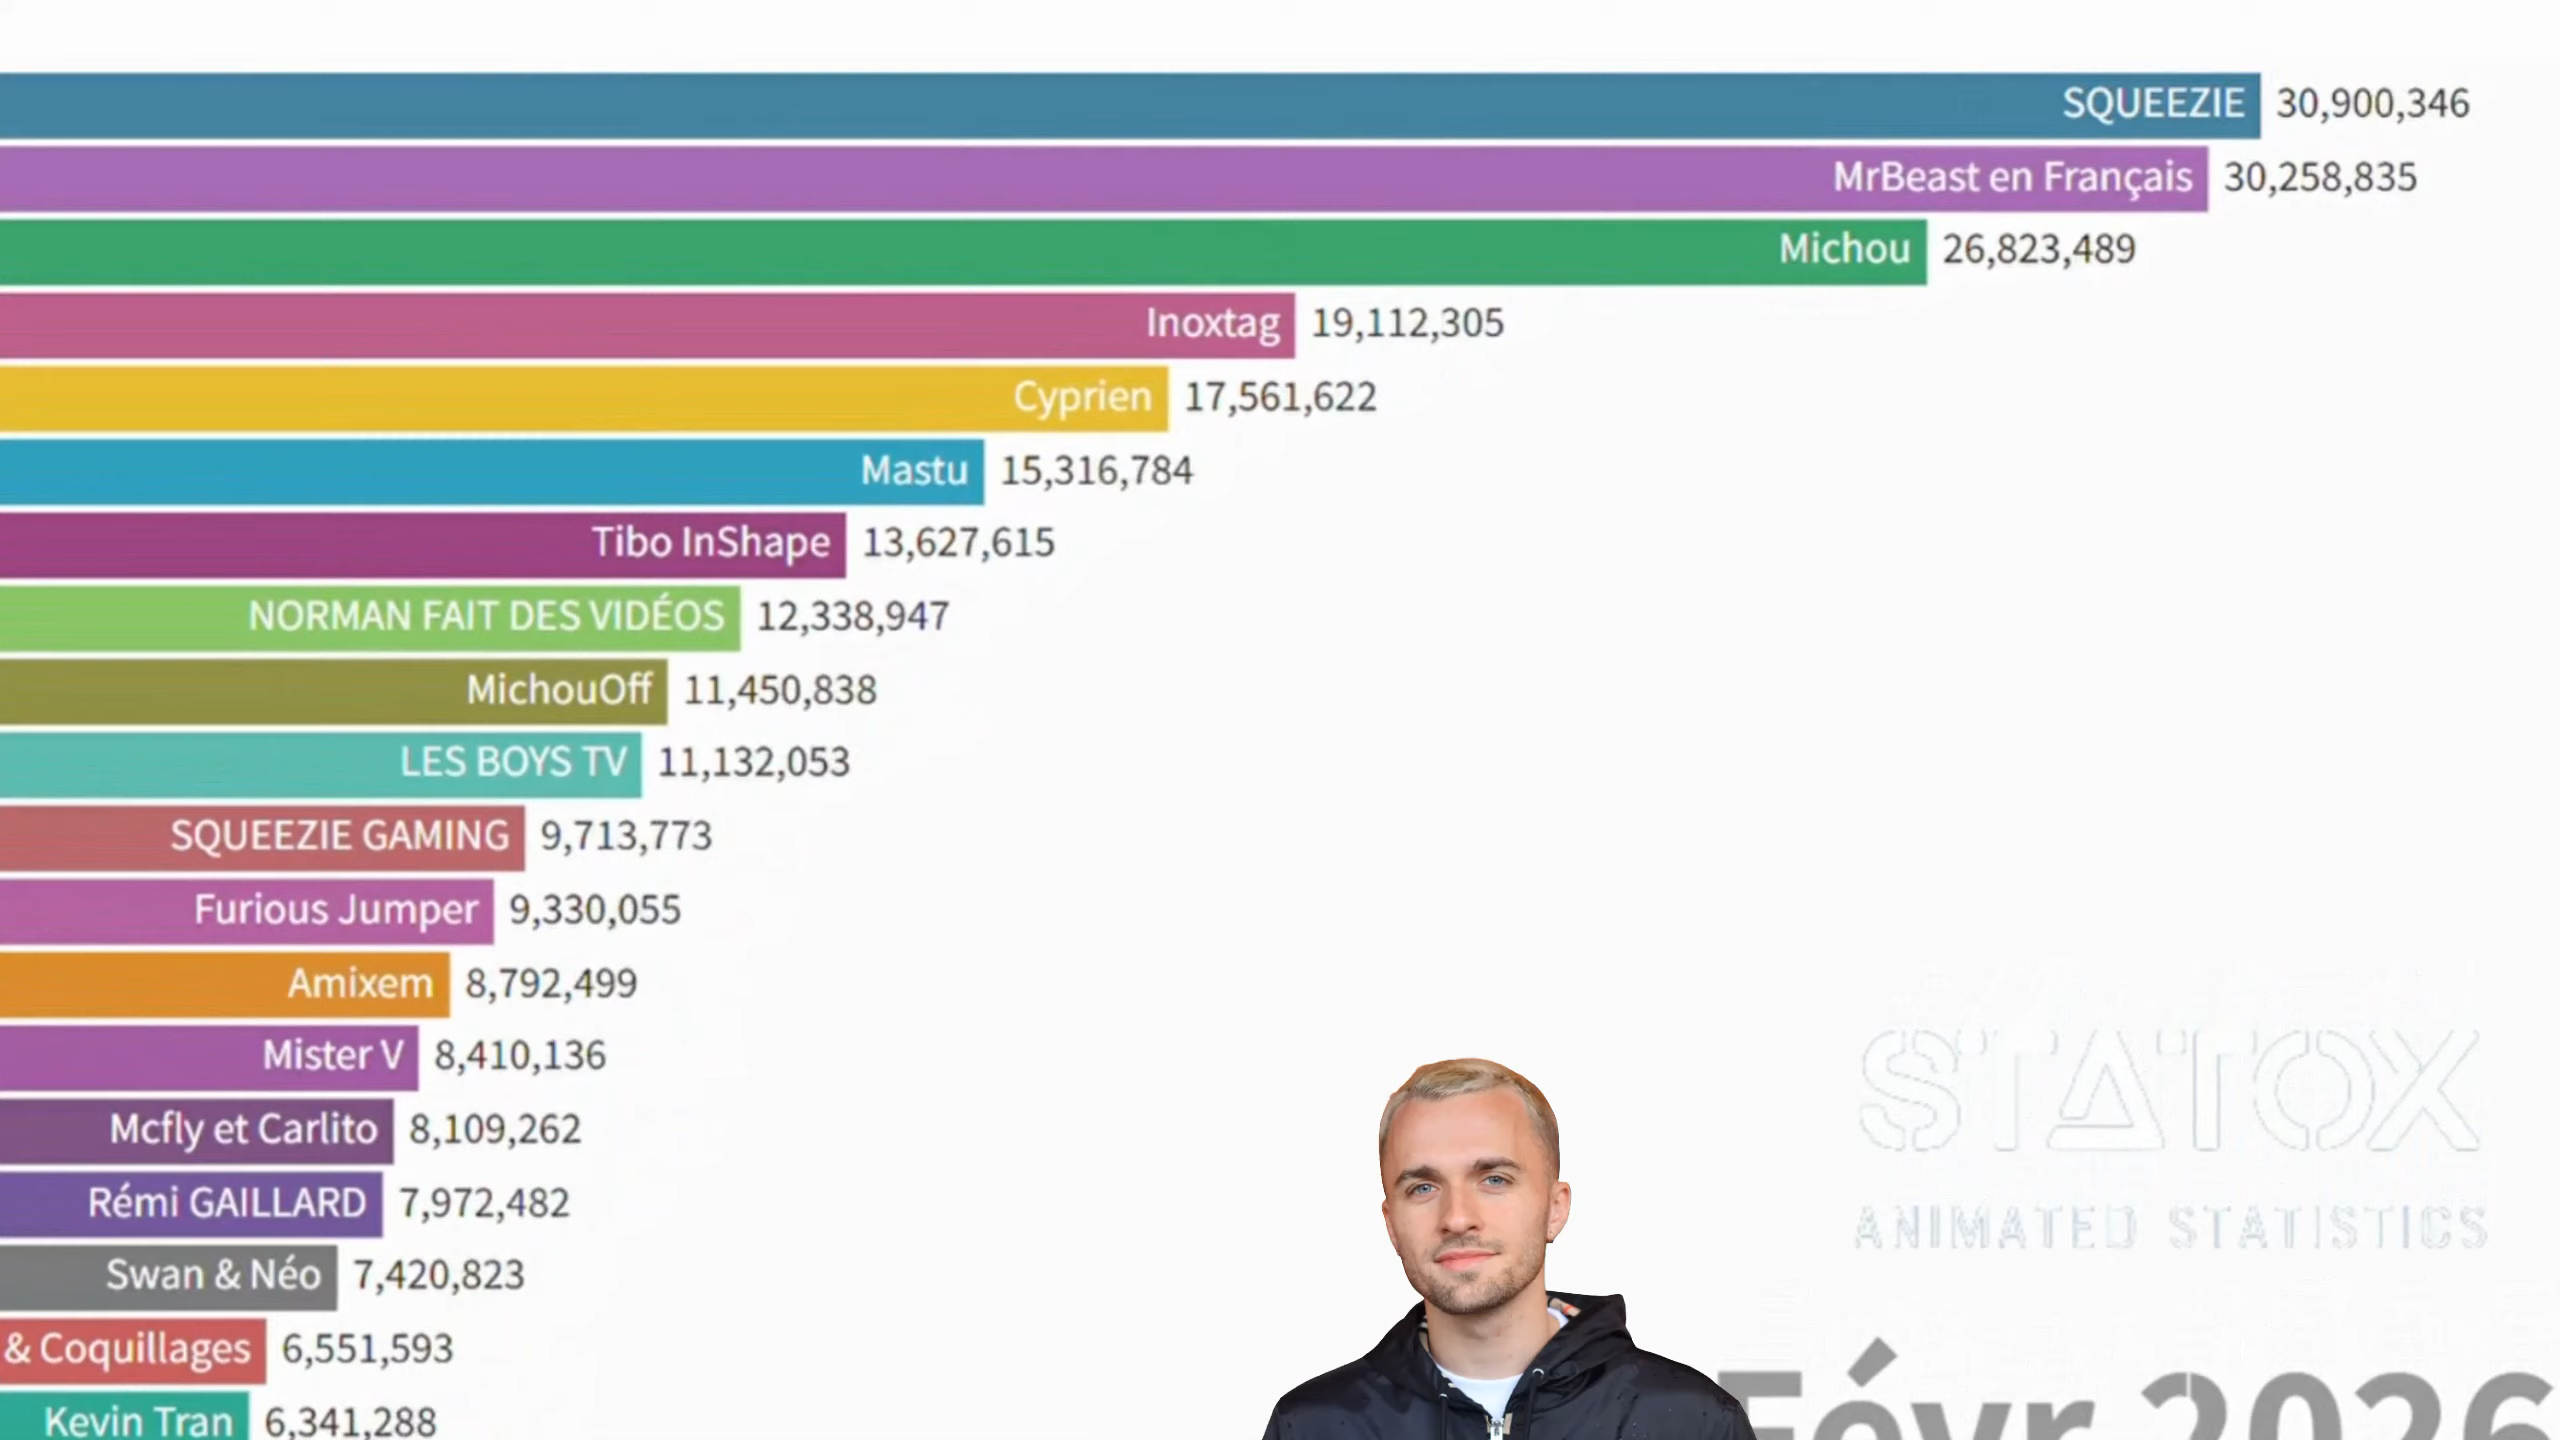 SQUEEZIE 30,900,346
MrBeast en Français 30,258,835
Michou 26,823,489
Inoxtag 19,112,305
Cyprien 17,561,622
Mastu 15,316,784
Tibo InShape 13,627,615
NORMAN FAIT DES VIDÉOS 12,338,947
MichouOff 11,450,838
LES BOYS TV 11,132,053
SQUEEZIE GAMING 9,713,773
Furious Jumper 9,330,055
Amixem 8,792,499
Mister V 8,410,136
Mcfly et Carlito 8,109,262
Rémi GAILLARD 7,972,482
Swan & Néo 7,420,823
& Coquillages 6,551,593
Kevin Tran 6,341,288
STATOX
ANIMATED STATISTICS
Févr 2026